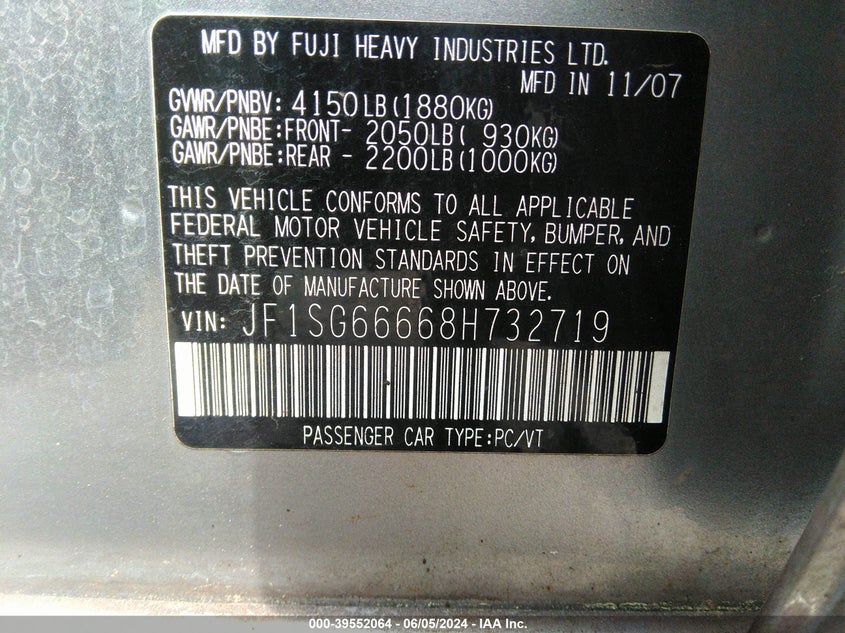 MFD BY FUJI HEAVY INDUSTRIES LTD.
MFD IN 11/07
GVWR/PNBV: 4150LB(1880KG)
GAWR/PNBE:FRONT- 2050LB( 930KG)
GAWR/PNBE:REAR - 2200LB(1000KG)
THIS VEHICLE CONFORMS TO ALL APPLICABLE
FEDERAL MOTOR VEHICLE SAFETY, BUMPER, AND
THEFT PREVENTION STANDARDS IN EFFECT ON
THE DATE OF MANUFACTURE SHOWN ABOVE.
VIN: JF1SG66668H732719
PASSENGER CAR TYPE:PC/VT
000-39552064 - 06/05/2024 - IAA Inc.